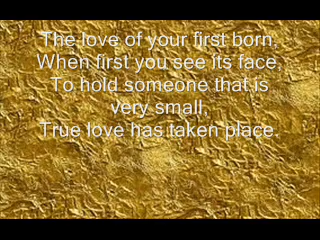 The love of your first born,
When first you see its face,
To hold someone that is
very small,
True love has taken place.